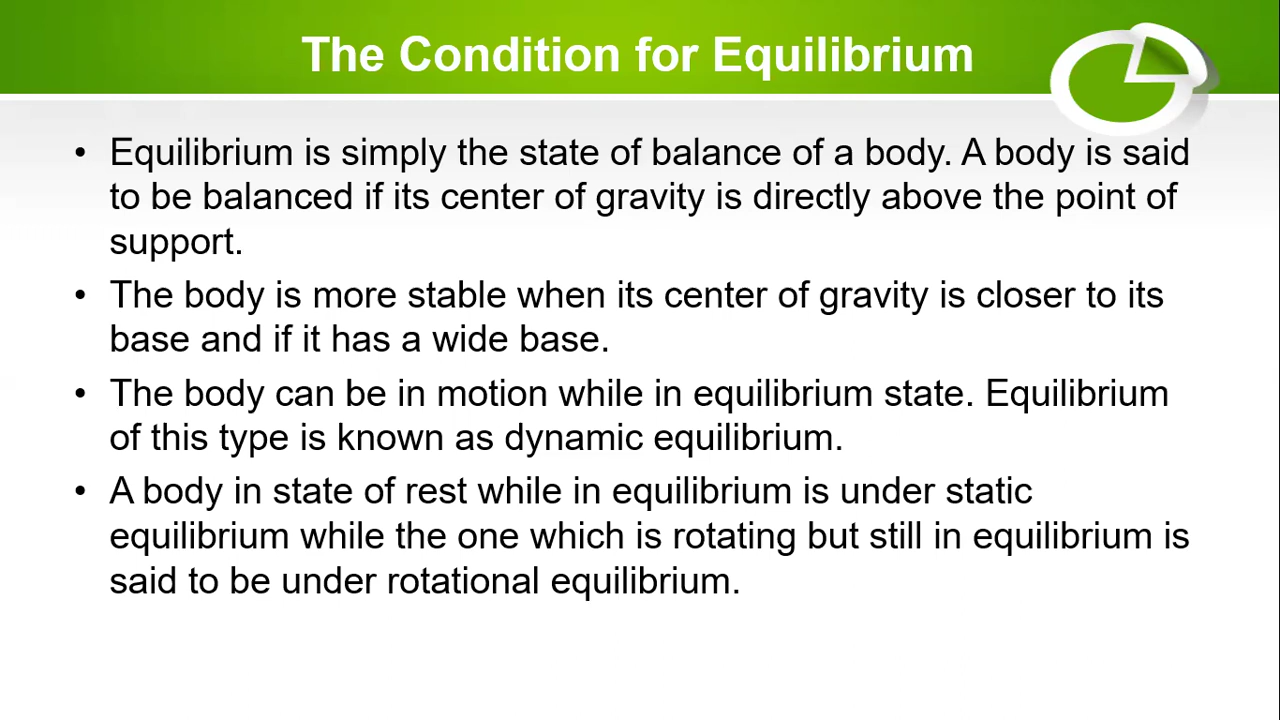 The Condition for Equilibrium
• Equilibrium is simply the state of balance of a body. A body is said
to be balanced if its center of gravity is directly above the point of
support.
• The body is more stable when its center of gravity is closer to its
base and if it has a wide base.
• The body can be in motion while in equilibrium state. Equilibrium
of this type is known as dynamic equilibrium.
• A body in state of rest while in equilibrium is under static
equilibrium while the one which is rotating but still in equilibrium is
said to be under rotational equilibrium.